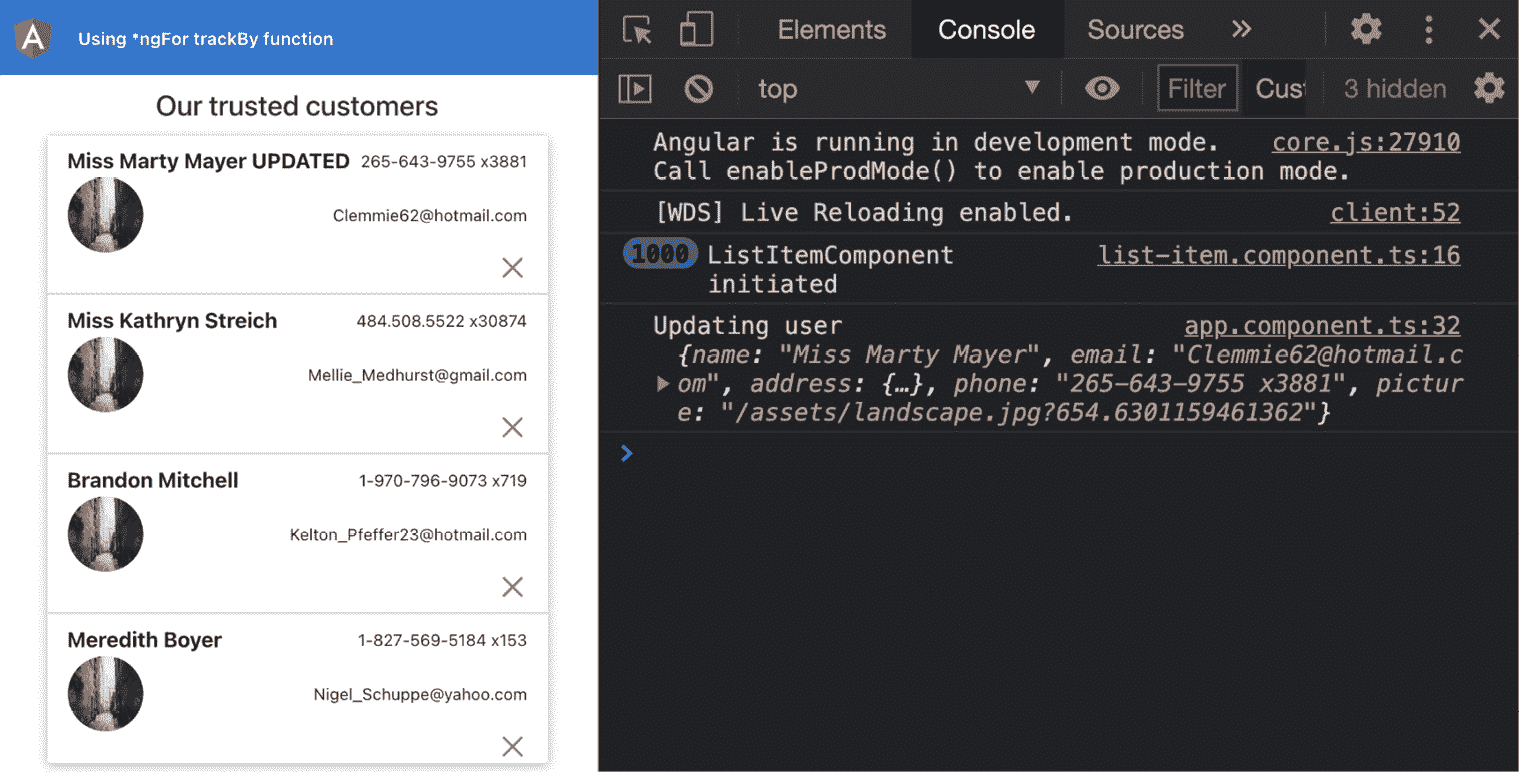 A
Using *ngFor trackBy function
Our trusted customers
Miss Marty Mayer UPDATED 265-643-9755 x3881
Clemmie62@hotmail.com
Miss Kathryn Streich 484.508.5522 x30874
Mellie_Medhurst@gmail.com
Brandon Mitchell 1-970-796-9073 x719
Kelton_Pfeffer23@hotmail.com
Meredith Boyer 1-827-569-5184 x153
Nigel_Schuppe@yahoo.com
Elements Console Sources
top Filter Cus 3 hidden
Angular is running in development mode. core.js:27910
Call enableProdMode() to enable production mode.
[WDS] Live Reloading enabled. client:52
1000 ListItemComponent list-item.component.ts:16
initiated
Updating user app.component.ts:32
{name: "Miss Marty Mayer", email: "Clemmie62@hotmail.c
om", address: {…}, phone: "265-643-9755 x3881", pictur
e: "/assets/landscape.jpg?654.6301159461362"}